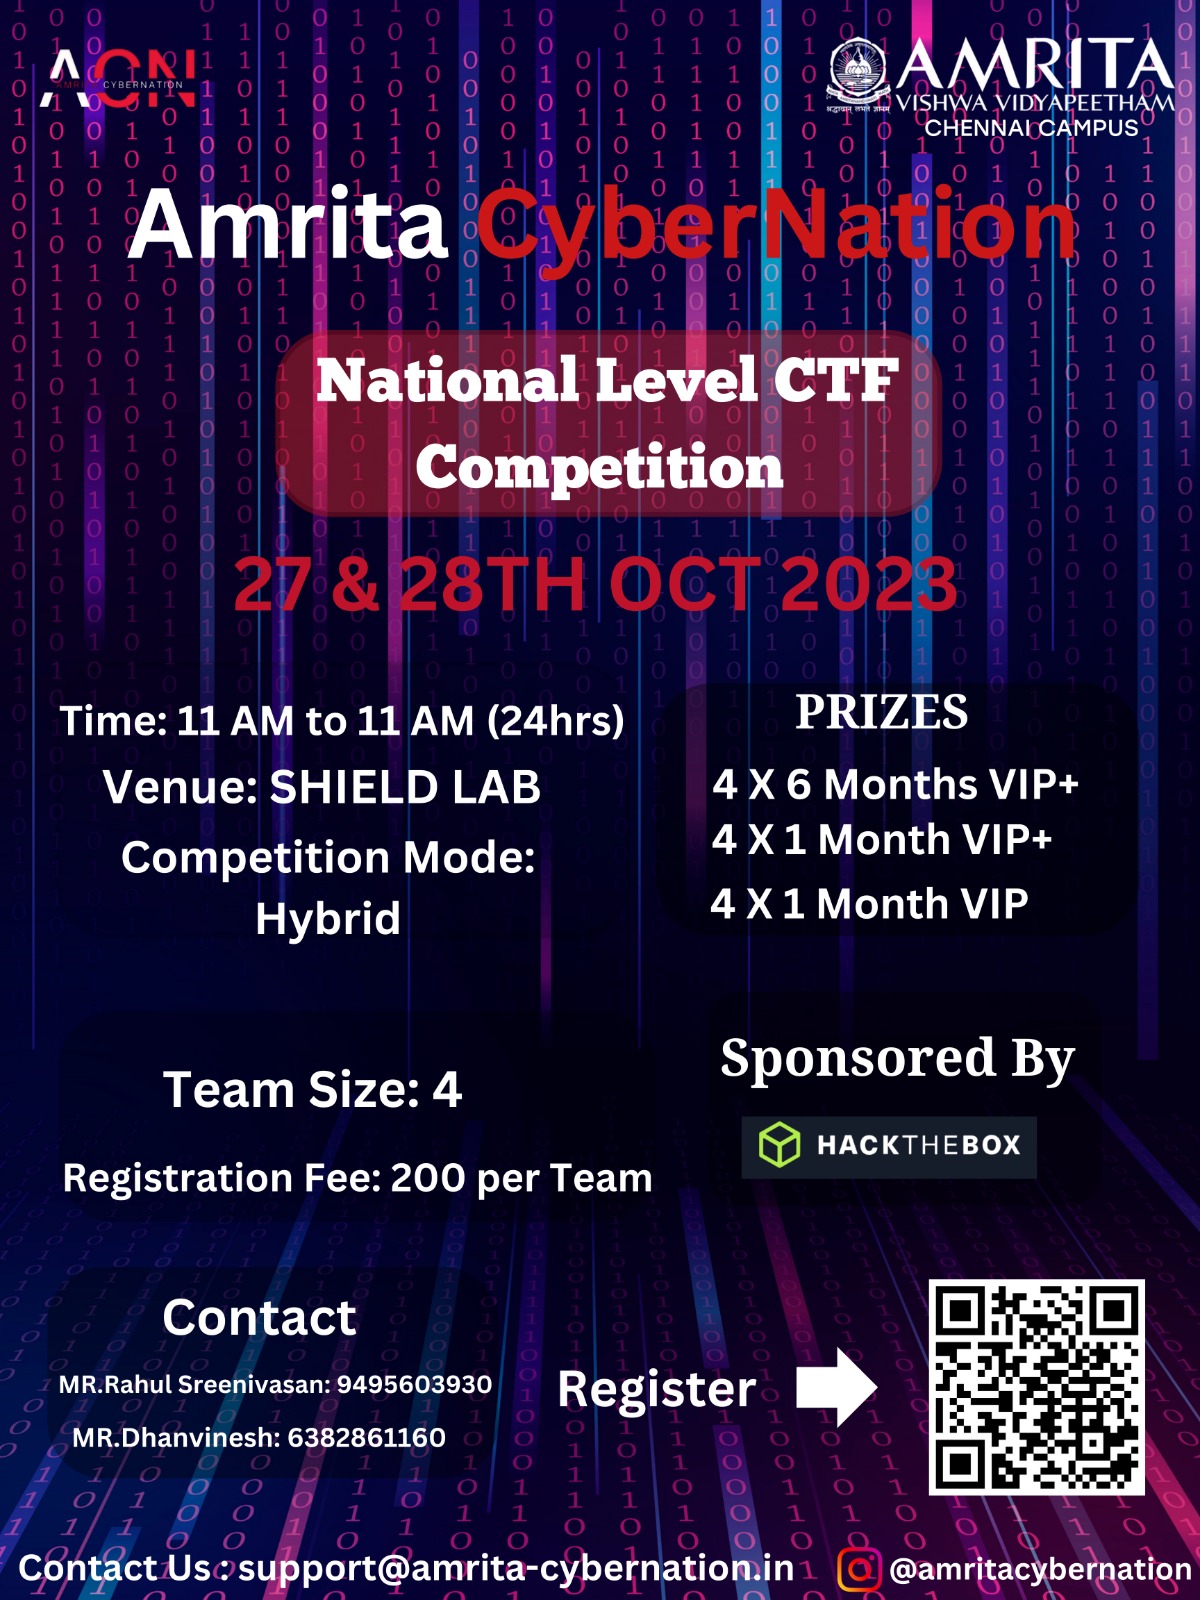 ACN
AMRITA CYBERNATION
AMRITA
VISHWA VIDYAPEETHAM
CHENNAI CAMPUS
श्रद्धावान् लभते ज्ञानम्
Amrita CyberNation
National Level CTF
Competition
27 & 28TH OCT 2023
Time: 11 AM to 11 AM (24hrs)
Venue: SHIELD LAB
Competition Mode:
Hybrid
PRIZES
4 X 6 Months VIP+
4 X 1 Month VIP+
4 X 1 Month VIP
Team Size: 4
Registration Fee: 200 per Team
Sponsored By
HACKTHEBOX
Contact
MR.Rahul Sreenivasan: 9495603930
MR.Dhanvinesh: 6382861160
Register
Contact Us : support@amrita-cybernation.in
@amritacybernation